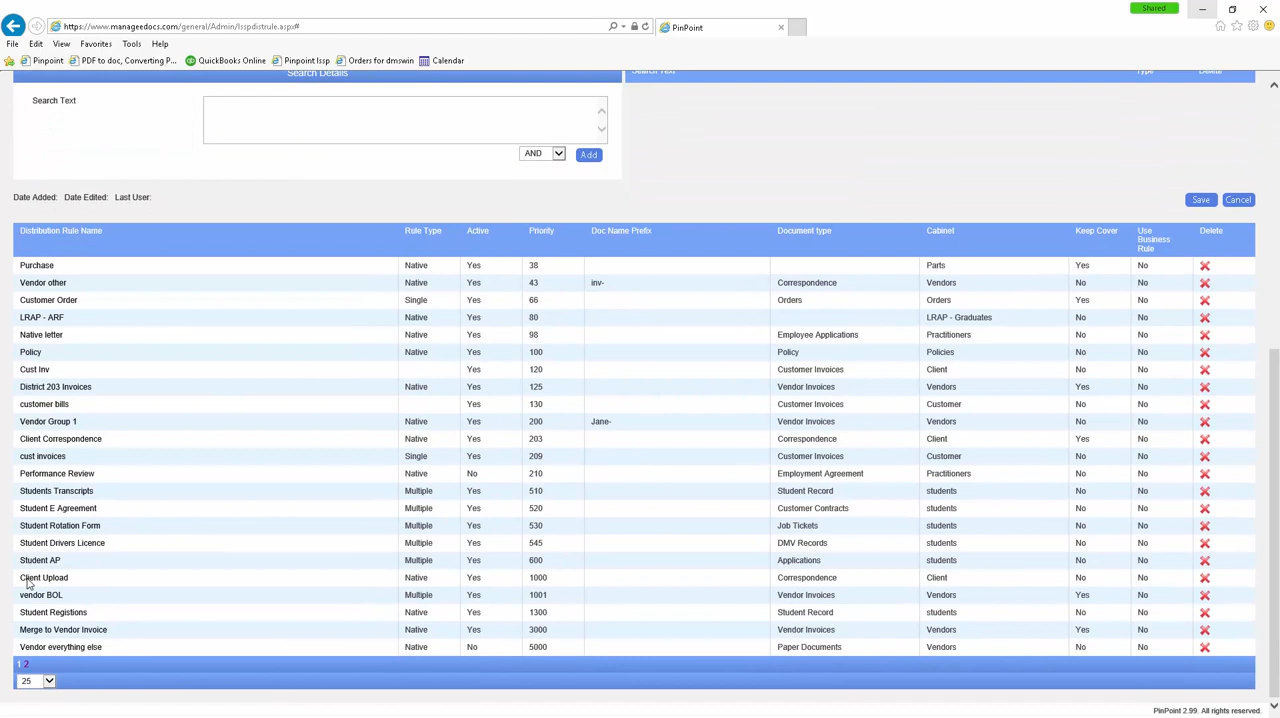 Shared
https://www.manageedocs.com/general/Admin/lsspdistrule.aspx#
PinPoint
File Edit View Favorites Tools Help
Pinpoint PDF to doc, Converting P... QuickBooks Online Pinpoint lssp Orders for dmswin Calendar
Search Details Search Text Type Delete
Search Text
AND Add
Date Added: Date Edited: Last User: Save Cancel
Distribution Rule Name Rule Type Active Priority Doc Name Prefix Document type Cabinet Keep Cover Use Business Rule Delete
Purchase Native Yes 38 Parts Yes No
Vendor other Native Yes 43 inv- Correspondence Vendors No No
Customer Order Single Yes 66 Orders Orders Yes No
LRAP - ARF Native Yes 80 LRAP - Graduates No No
Native letter Native Yes 98 Employee Applications Practitioners No No
Policy Native Yes 100 Policy Policies No No
Cust Inv Yes 120 Customer Invoices Client No No
District 203 Invoices Native Yes 125 Vendor Invoices Vendors Yes No
customer bills Yes 130 Customer Invoices Customer No No
Vendor Group 1 Native Yes 200 Jane- Vendor Invoices Vendors No No
Client Correspondence Native Yes 203 Correspondence Client Yes No
cust invoices Single Yes 209 Customer Invoices Customer No No
Performance Review Native No 210 Employment Agreement Practitioners No No
Students Transcripts Multiple Yes 510 Student Record students No No
Student E Agreement Multiple Yes 520 Customer Contracts students No No
Student Rotation Form Multiple Yes 530 Job Tickets students No No
Student Drivers Licence Multiple Yes 545 DMV Records students No No
Student AP Multiple Yes 600 Applications students No No
Client Upload Native Yes 1000 Correspondence Client No No
vendor BOL Multiple Yes 1001 Vendor Invoices Vendors Yes No
Student Registions Native Yes 1300 Student Record students No No
Merge to Vendor Invoice Native Yes 3000 Vendor Invoices Vendors Yes No
Vendor everything else Native No 5000 Paper Documents Vendors No No
1 2
25
PinPoint 2.99. All rights reserved.